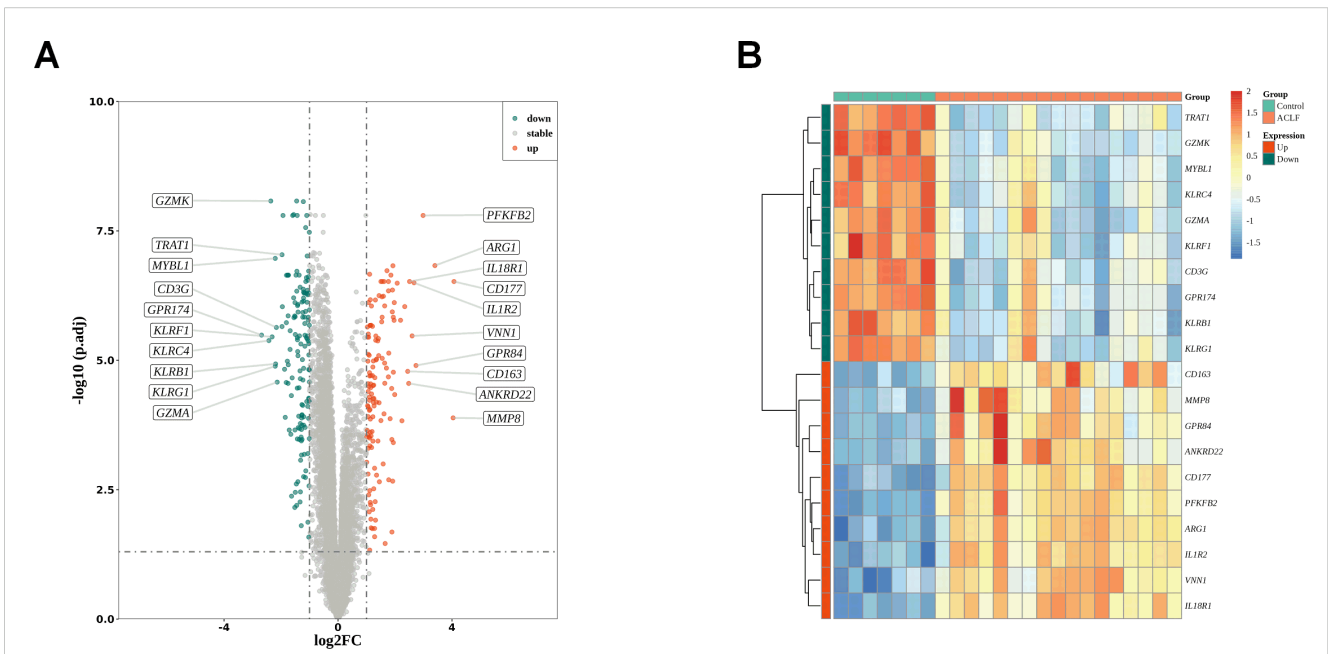 A
10.0
7.5
5.0
2.5
0.0
-log10 (p.adj)
-4
0
4
log2FC
down
stable
up
GZMK
TRAT1
MYBL1
CD3G
GPR174
KLRF1
KLRC4
KLRB1
KLRG1
GZMA
PFKFB2
ARG1
IL18R1
CD177
IL1R2
VNN1
GPR84
CD163
ANKRD22
MMP8
B
Group
TRAT1
GZMK
MYBL1
KLRC4
GZMA
KLRF1
CD3G
GPR174
KLRB1
KLRG1
CD163
MMP8
GPR84
ANKRD22
CD177
PFKFB2
ARG1
IL1R2
VNN1
IL18R1
2
1.5
1
0.5
0
-0.5
-1
-1.5
Group
Control
ACLF
Expression
Up
Down